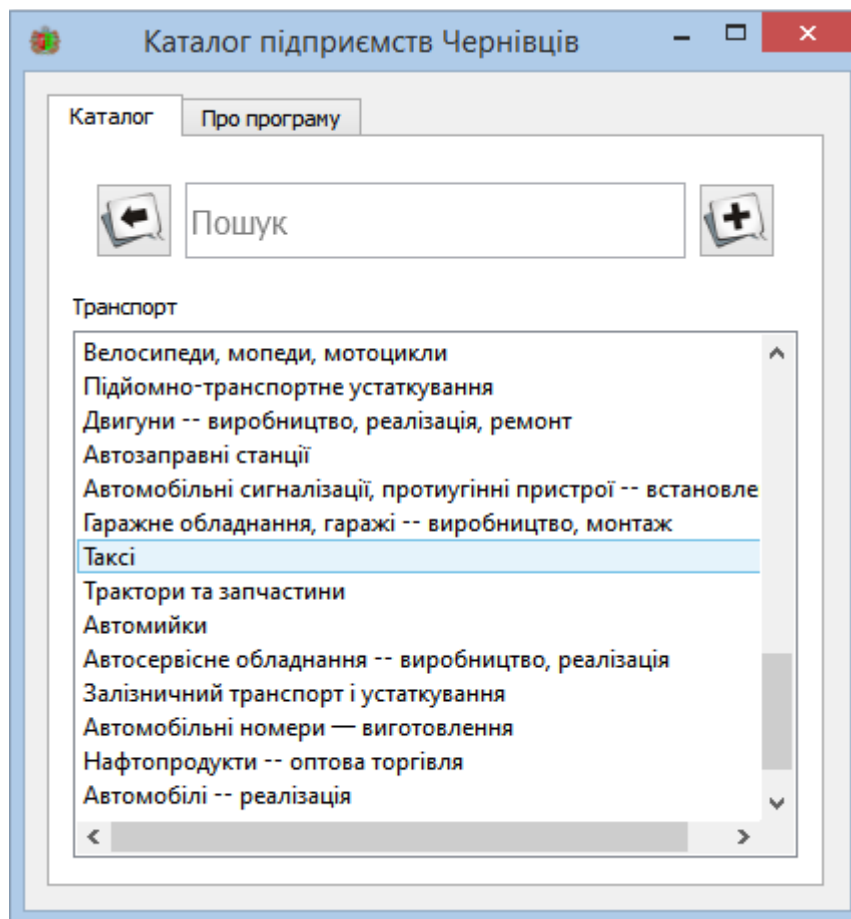 Каталог підприємств Чернівців
Каталог
Про програму
Пошук
Транспорт
Велосипеди, мопеди, мотоцикли
Підйомно-транспортне устаткування
Двигуни -- виробництво, реалізація, ремонт
Автозаправні станції
Автомобільні сигналізації, протиугінні пристрої -- встановле
Гаражне обладнання, гаражі -- виробництво, монтаж
Таксі
Трактори та запчастини
Автомийки
Автосервісне обладнання -- виробництво, реалізація
Залізничний транспорт і устаткування
Автомобільні номери — виготовлення
Нафтопродукти -- оптова торгівля
Автомобілі -- реалізація